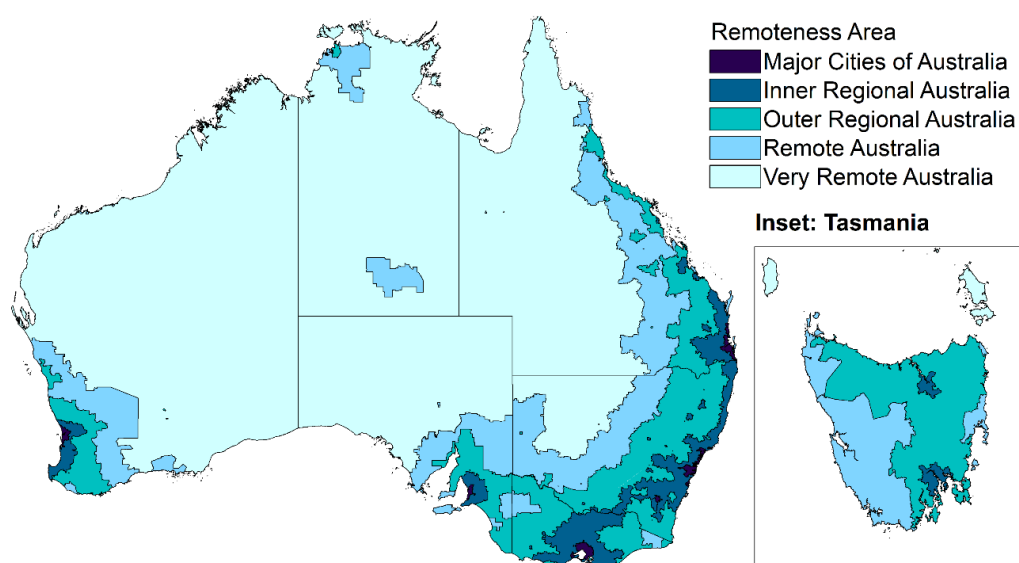 Remoteness Area
Major Cities of Australia
Inner Regional Australia
Outer Regional Australia
Remote Australia
Very Remote Australia
Inset: Tasmania